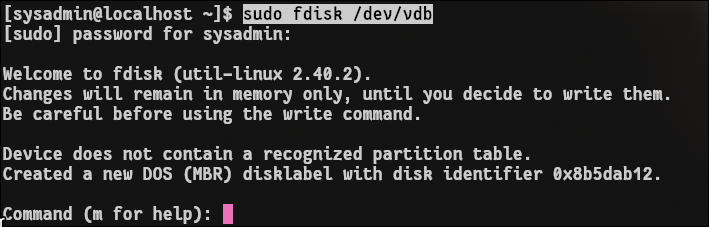 [sysadmin@localhost ~]$ sudo fdisk /dev/vdb
[sudo] password for sysadmin:
Welcome to fdisk (util-linux 2.40.2).
Changes will remain in memory only, until you decide to write them.
Be careful before using the write command.
Device does not contain a recognized partition table.
Created a new DOS (MBR) disklabel with disk identifier 0x8b5dab12.
Command (m for help):